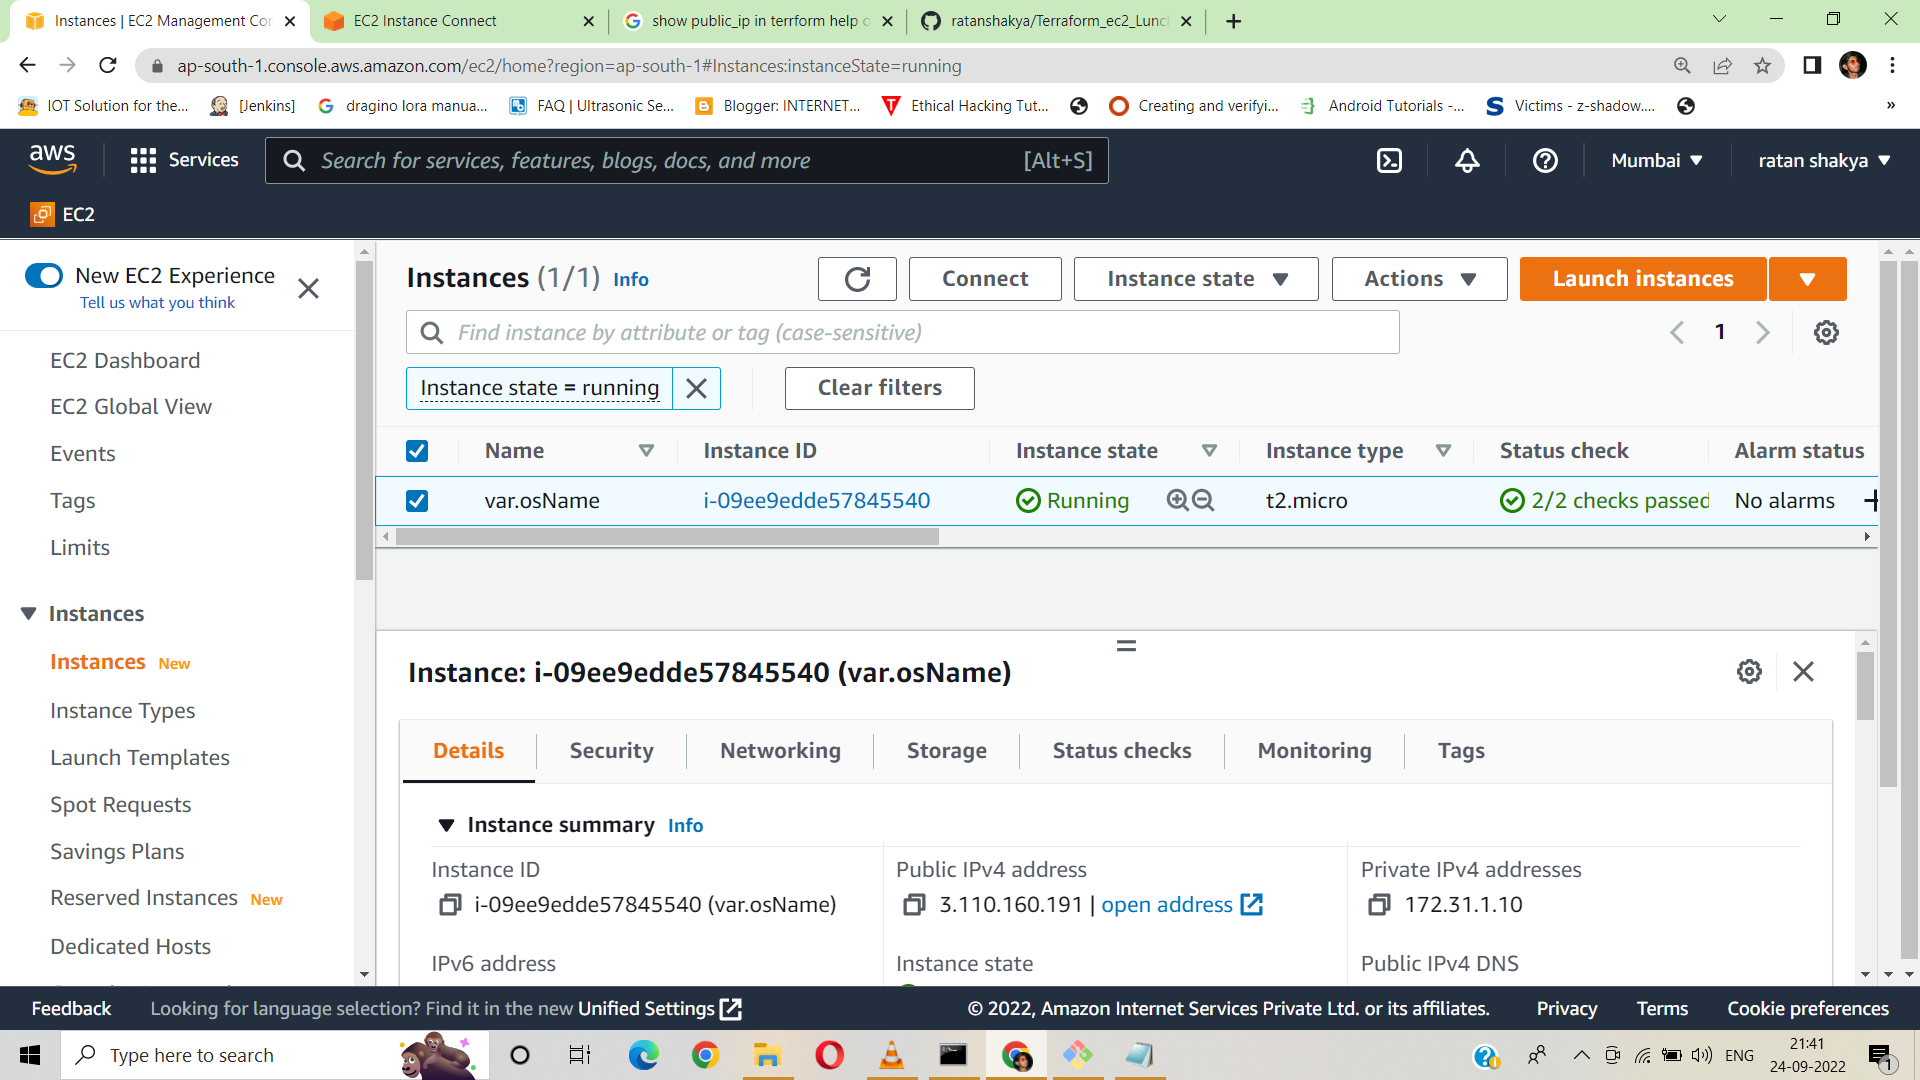 Instances | EC2 Management Con
EC2 Instance Connect
show public_ip in terrform help o
ratanshakya/Terraform_ec2_Lunch
ap-south-1.console.aws.amazon.com/ec2/home?region=ap-south-1#Instances:instanceState=running
IOT Solution for the...
[Jenkins]
dragino lora manua...
FAQ | Ultrasonic Se...
Blogger: INTERNET...
Ethical Hacking Tut...
Creating and verifyi...
Android Tutorials -...
Victims - z-shadow....
»
aws
Services
Search for services, features, blogs, docs, and more
[Alt+S]
Mumbai
ratan shakya
EC2
New EC2 Experience
Tell us what you think
EC2 Dashboard
EC2 Global View
Events
Tags
Limits
Instances
Instances New
Instance Types
Launch Templates
Spot Requests
Savings Plans
Reserved Instances New
Dedicated Hosts
Instances (1/1) Info
Connect
Instance state
Actions
Launch instances
Find instance by attribute or tag (case-sensitive)
1
Instance state = running
Clear filters
Name
Instance ID
Instance state
Instance type
Status check
Alarm status
var.osName
i-09ee9edde57845540
Running
t2.micro
2/2 checks passed
No alarms
Instance: i-09ee9edde57845540 (var.osName)
Details
Security
Networking
Storage
Status checks
Monitoring
Tags
Instance summary Info
Instance ID
i-09ee9edde57845540 (var.osName)
Public IPv4 address
3.110.160.191 | open address
Private IPv4 addresses
172.31.1.10
IPv6 address
Instance state
Public IPv4 DNS
Feedback
Looking for language selection? Find it in the new Unified Settings
© 2022, Amazon Internet Services Private Ltd. or its affiliates.
Privacy
Terms
Cookie preferences
Type here to search
ENG
21:41
24-09-2022
1